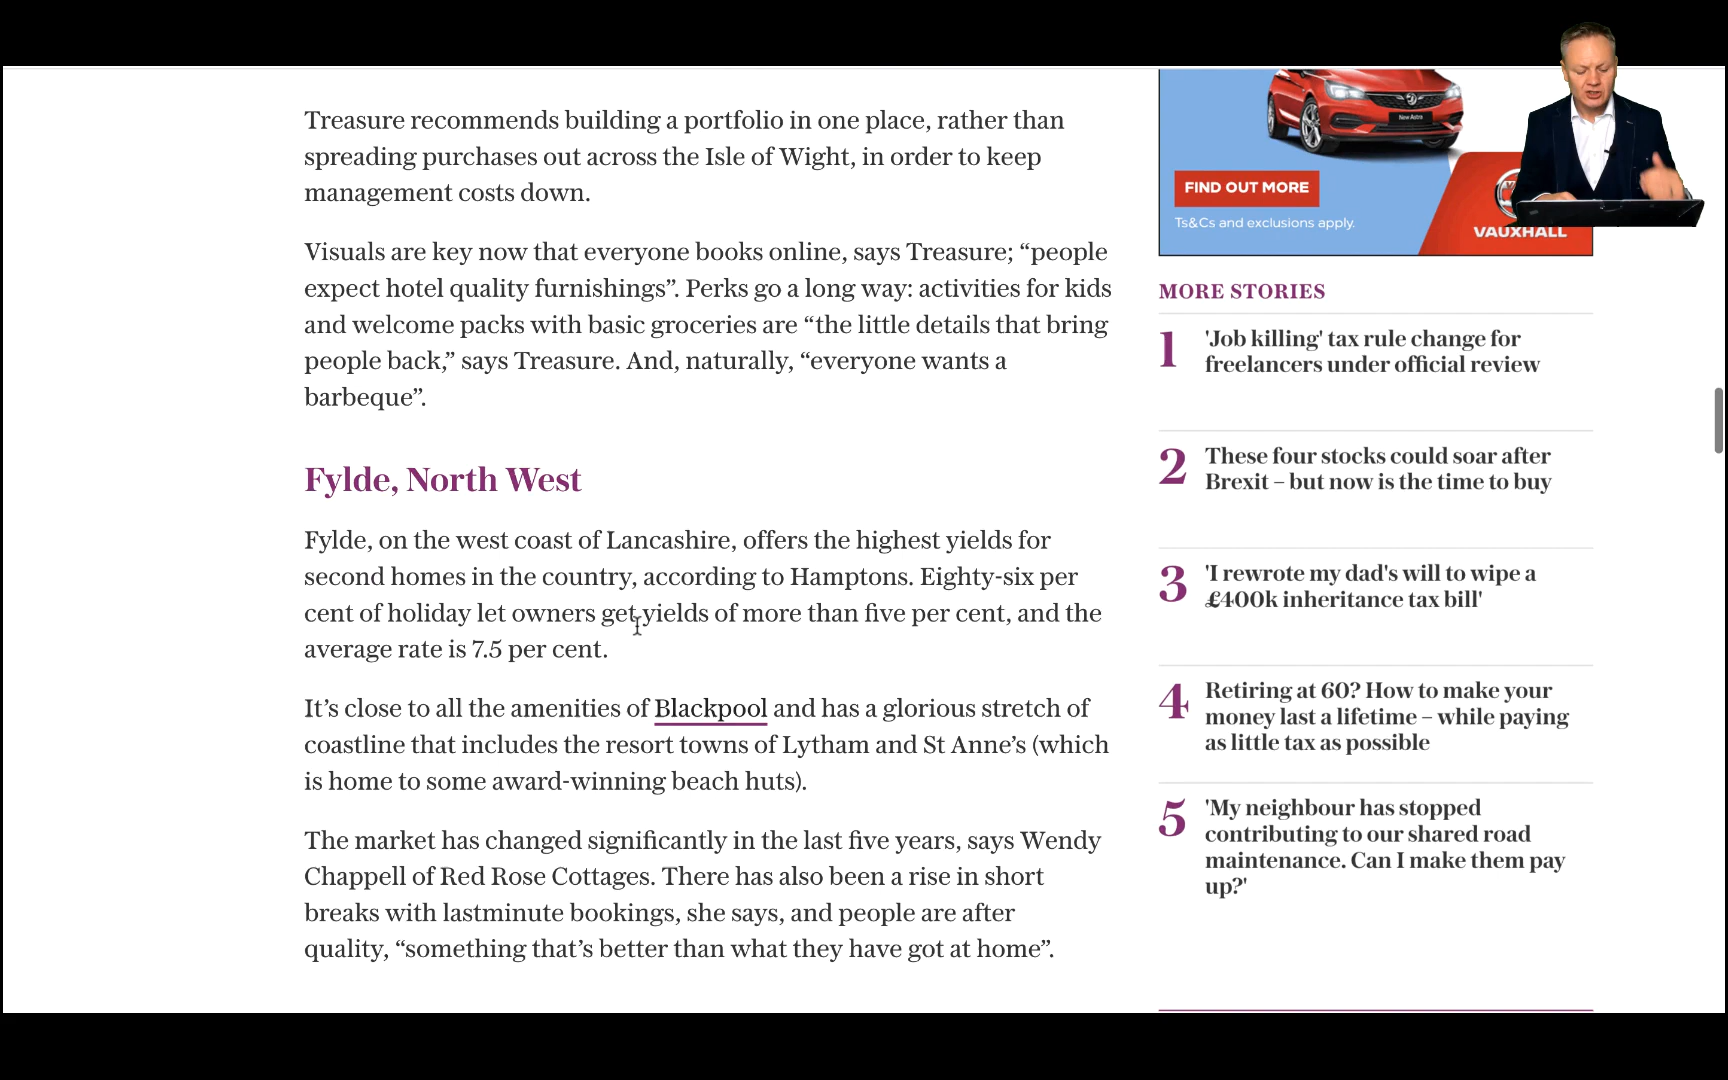 Treasure recommends building a portfolio in one place, rather than
spreading purchases out across the Isle of Wight, in order to keep
management costs down.
Visuals are key now that everyone books online, says Treasure; “people
expect hotel quality furnishings”. Perks go a long way: activities for kids
and welcome packs with basic groceries are “the little details that bring
people back,” says Treasure. And, naturally, “everyone wants a
barbeque”.
Fylde, North West
Fylde, on the west coast of Lancashire, offers the highest yields for
second homes in the country, according to Hamptons. Eighty-six per
cent of holiday let owners get yields of more than five per cent, and the
average rate is 7.5 per cent.
It’s close to all the amenities of Blackpool and has a glorious stretch of
coastline that includes the resort towns of Lytham and St Anne’s (which
is home to some award-winning beach huts).
The market has changed significantly in the last five years, says Wendy
Chappell of Red Rose Cottages. There has also been a rise in short
breaks with lastminute bookings, she says, and people are after
quality, “something that’s better than what they have got at home”.
New Astra
FIND OUT MORE
Ts&Cs and exclusions apply.
VAUXHALL
MORE STORIES
1
'Job killing' tax rule change for
freelancers under official review
2
These four stocks could soar after
Brexit – but now is the time to buy
3
'I rewrote my dad's will to wipe a
£400k inheritance tax bill'
4
Retiring at 60? How to make your
money last a lifetime – while paying
as little tax as possible
5
'My neighbour has stopped
contributing to our shared road
maintenance. Can I make them pay
up?'